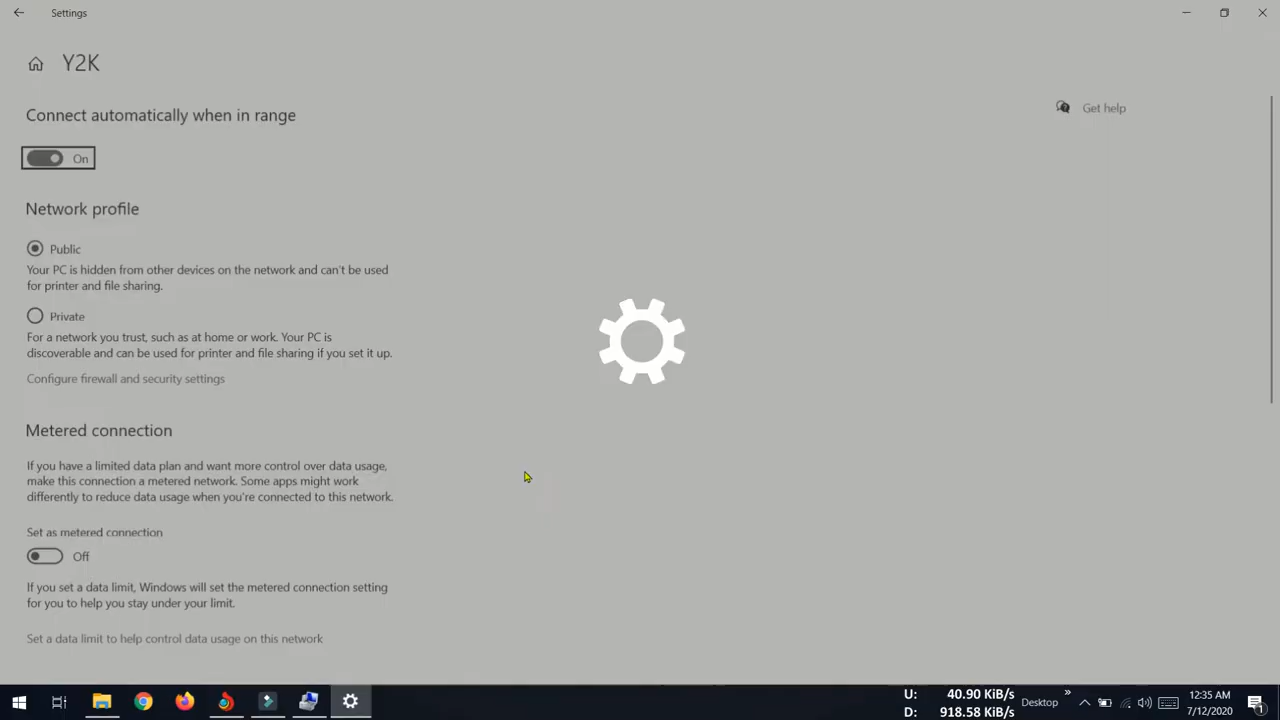 Settings
Y2K
Connect automatically when in range
Get help
On
Network profile
Public
Your PC is hidden from other devices on the network and can't be used
for printer and file sharing.
Private
For a network you trust, such as at home or work. Your PC is
discoverable and can be used for printer and file sharing if you set it up.
Configure firewall and security settings
Metered connection
If you have a limited data plan and want more control over data usage,
make this connection a metered network. Some apps might work
differently to reduce data usage when you're connected to this network.
Set as metered connection
Off
If you set a data limit, Windows will set the metered connection setting
for you to help you stay under your limit.
Set a data limit to help control data usage on this network
U: 40.90 KiB/s
D: 918.58 KiB/s
Desktop
»
12:35 AM
7/12/2020
1